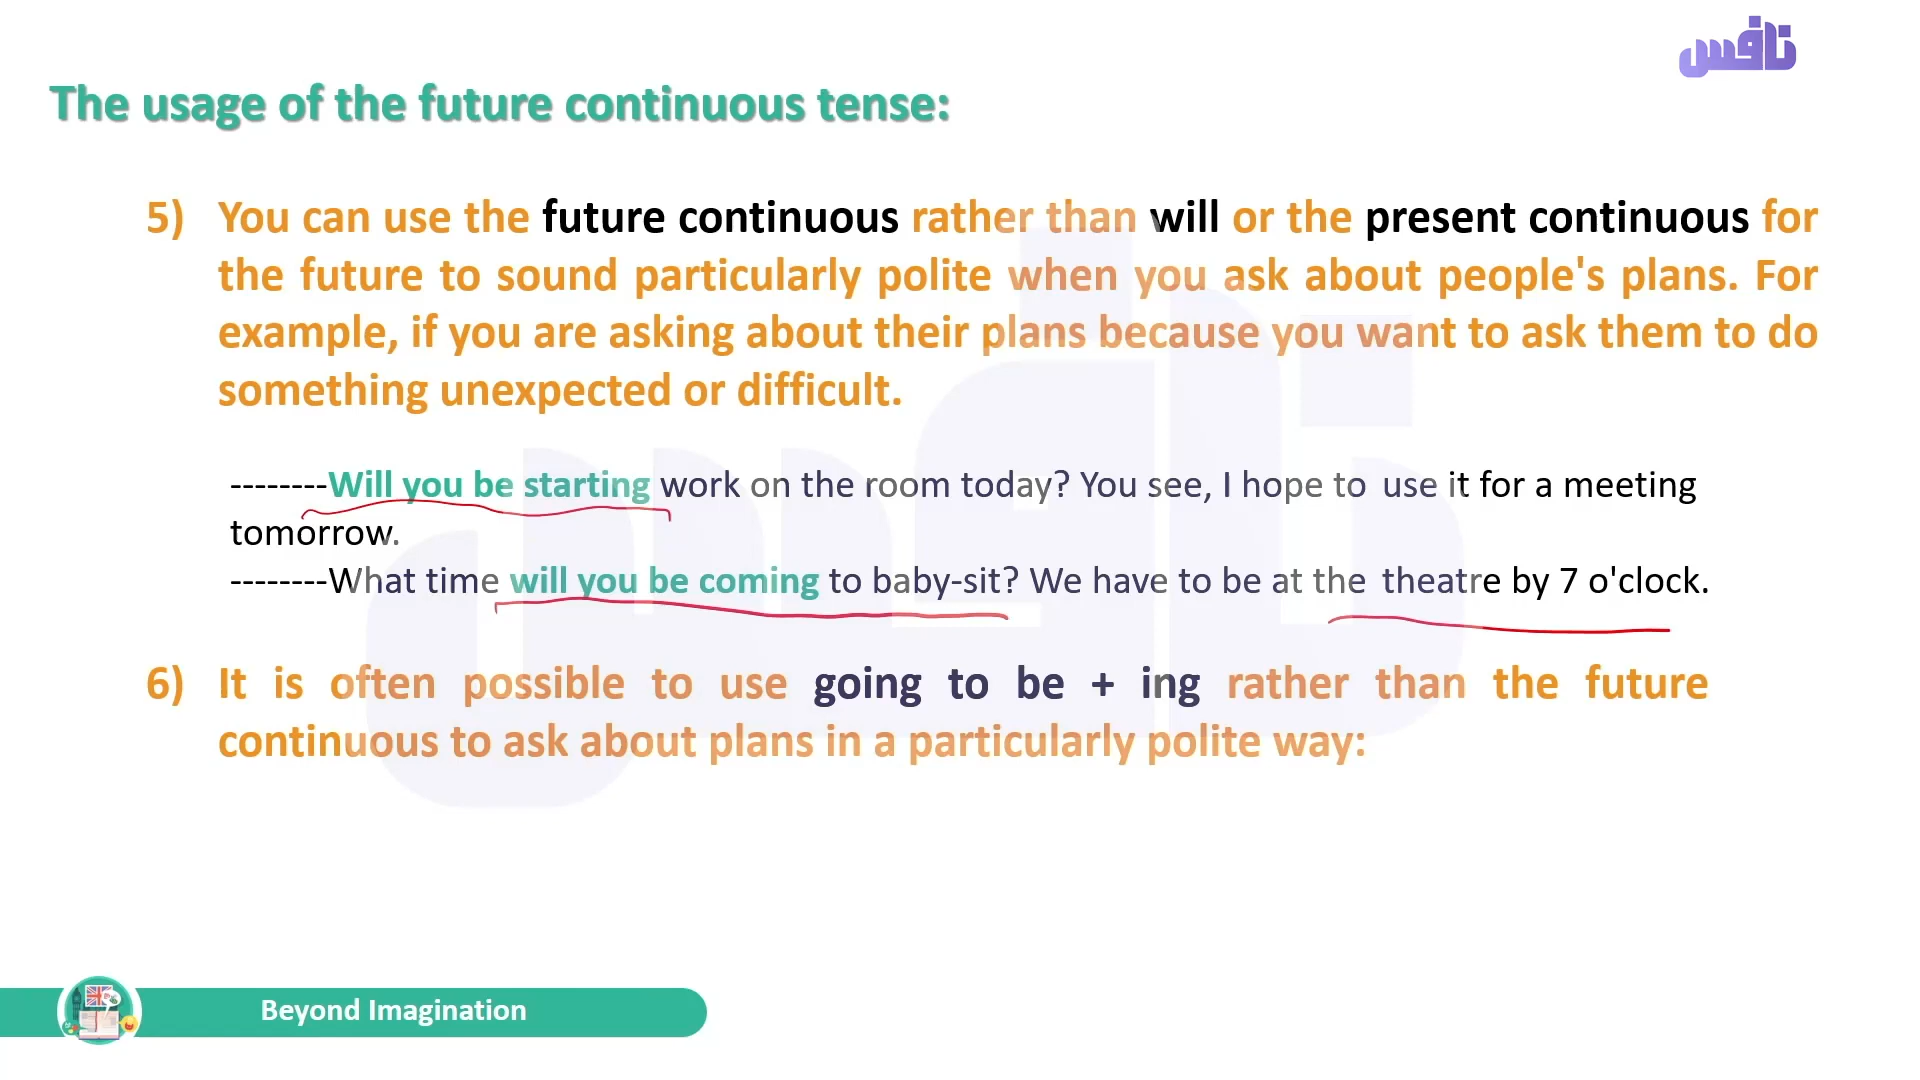 نافس
The usage of the future continuous tense:
5) You can use the future continuous rather than will or the present continuous for
the future to sound particularly polite when you ask about people's plans. For
example, if you are asking about their plans because you want to ask them to do
something unexpected or difficult.
--------Will you be starting work on the room today? You see, I hope to use it for a meeting
tomorrow.
--------What time will you be coming to baby-sit? We have to be at the theatre by 7 o'clock.
6) It is often possible to use going to be + ing rather than the future
continuous to ask about plans in a particularly polite way:
Beyond Imagination